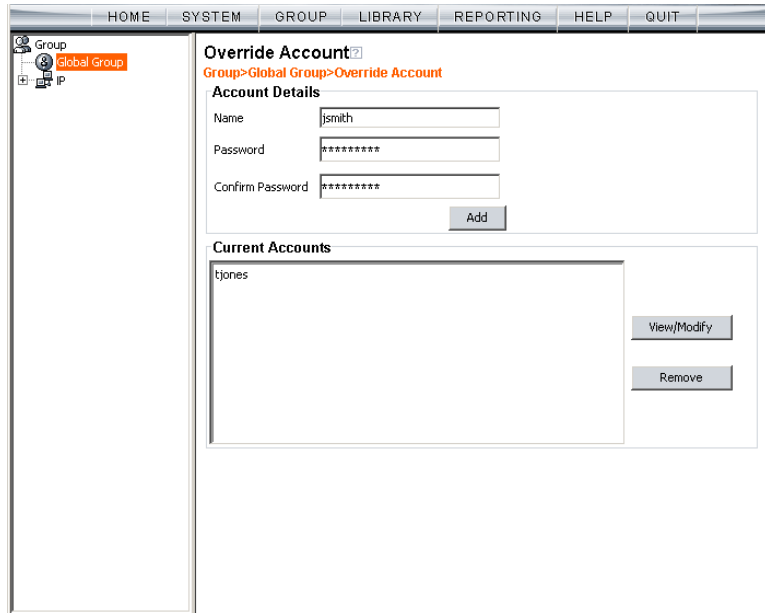 HOME SYSTEM GROUP LIBRARY REPORTING HELP QUIT
Group
Global Group
IP
Override Account?
Group>Global Group>Override Account
Account Details
Name jsmith
Password *********
Confirm Password *********
Add
Current Accounts
tjones
View/Modify
Remove